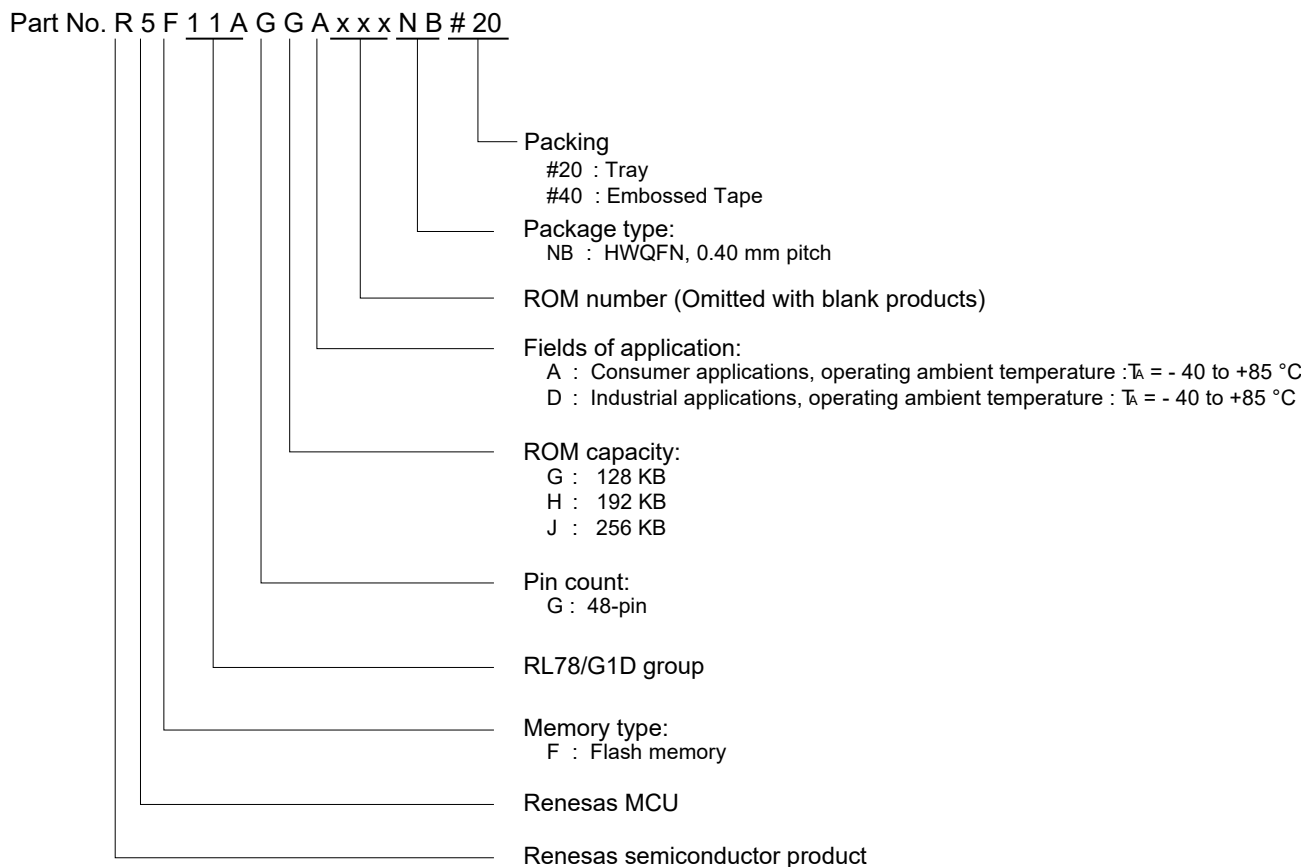 Part No. R 5 F 1 1 A G G A x x x N B # 20
Packing
#20 : Tray
#40 : Embossed Tape
Package type:
NB : HWQFN, 0.40 mm pitch
ROM number (Omitted with blank products)
Fields of application:
A : Consumer applications, operating ambient temperature :TA = - 40 to +85 °C
D : Industrial applications, operating ambient temperature : TA = - 40 to +85 °C
ROM capacity:
G : 128 KB
H : 192 KB
J : 256 KB
Pin count:
G : 48-pin
RL78/G1D group
Memory type:
F : Flash memory
Renesas MCU
Renesas semiconductor product